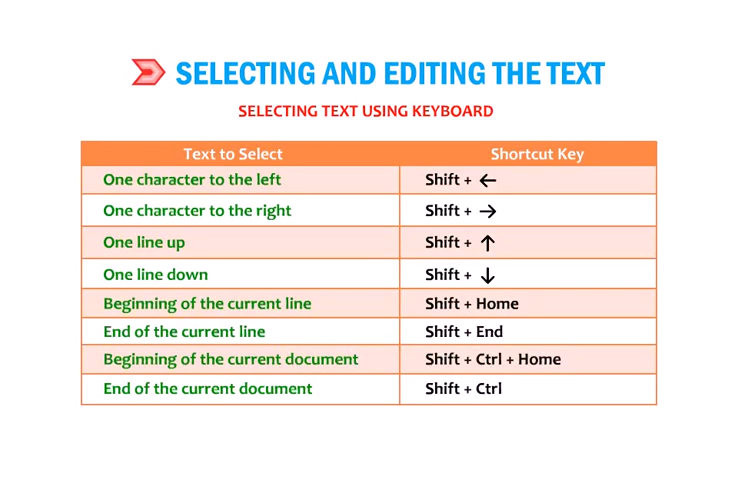 SELECTING AND EDITING THE TEXT
SELECTING TEXT USING KEYBOARD
Text to Select Shortcut Key
One character to the left Shift + ←
One character to the right Shift + →
One line up Shift + ↑
One line down Shift + ↓
Beginning of the current line Shift + Home
End of the current line Shift + End
Beginning of the current document Shift + Ctrl + Home
End of the current document Shift + Ctrl